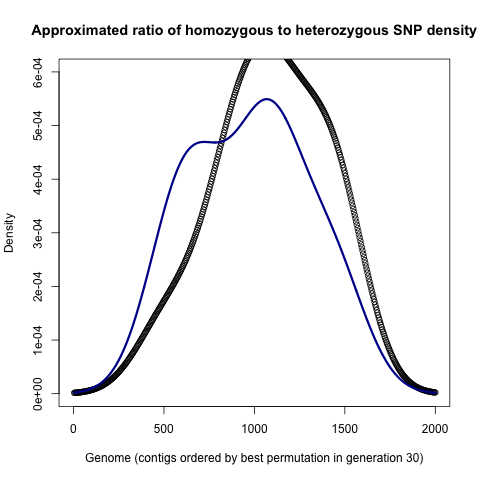 Approximated ratio of homozygous to heterozygous SNP density
6e-04
5e-04
4e-04
3e-04
2e-04
1e-04
0e+00
Density
0 500 1000 1500 2000
Genome (contigs ordered by best permutation in generation 30)